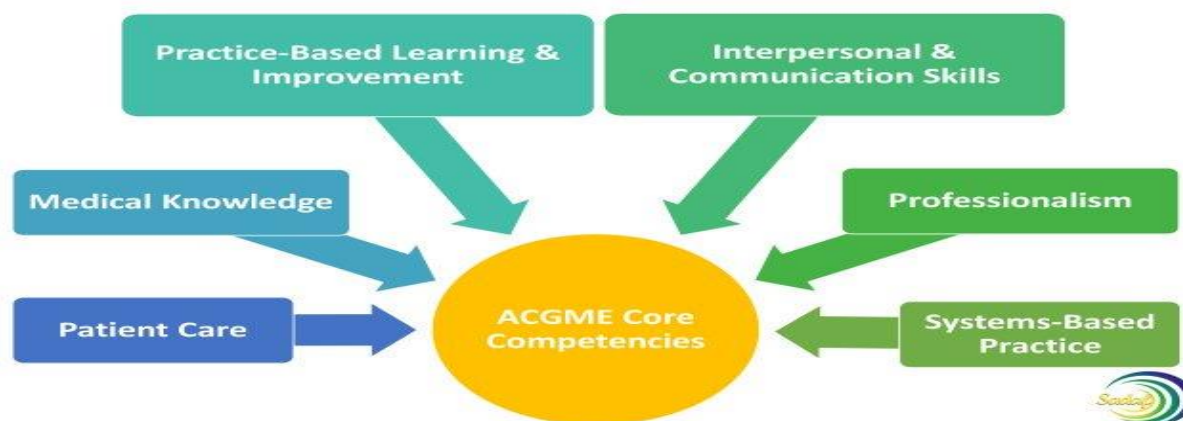 Practice-Based Learning &
Improvement
Interpersonal &
Communication Skills
Medical Knowledge
Professionalism
Patient Care
ACGME Core
Competencies
Systems-Based
Practice